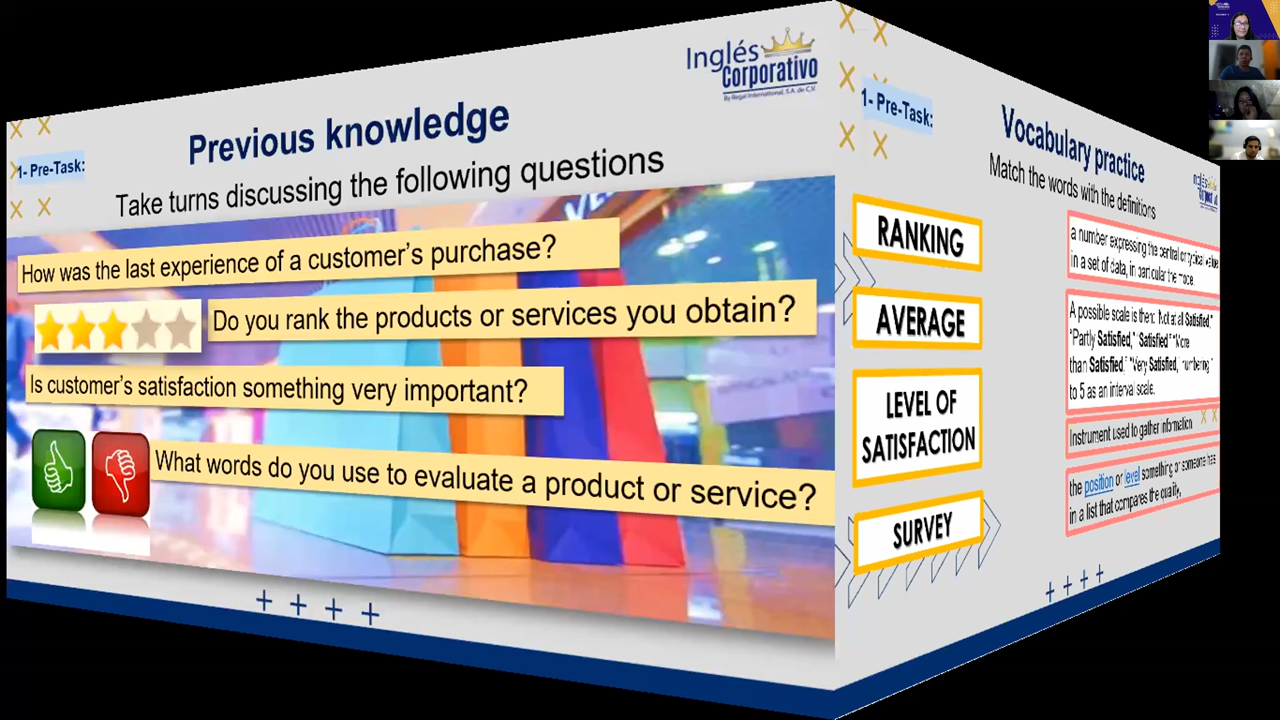 Inglés
Corporativo
By Regal International, S.A. de C.V.
Previous knowledge
1- Pre-Task:
Take turns discussing the following questions
How was the last experience of a customer's purchase?
Do you rank the products or services you obtain?
Is customer's satisfaction something very important?
What words do you use to evaluate a product or service?
1- Pre-Task:
Vocabulary practice
Match the words with the definitions
Inglés
RANKING
AVERAGE
LEVEL OF
SATISFACTION
SURVEY
a number expressing the central or typical value
in a set of data, in particular the mode.
A possible scale is then: "Not at all Satisfied,"
"Partly Satisfied," "Satisfied" "More
than Satisfied," "Very Satisfied,
to 5 as an interval scale.
Instrument used to gather information
the position or level something or someone has
in a list that compares the quality,